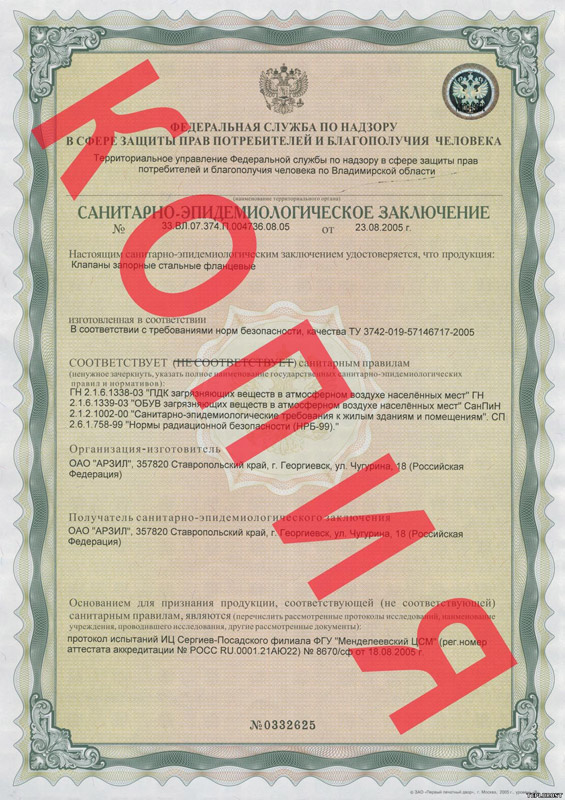 ФЕДЕРАЛЬНАЯ СЛУЖБА ПО НАДЗОРУ
В СФЕРЕ ЗАЩИТЫ ПРАВ ПОТРЕБИТЕЛЕЙ И БЛАГОПОЛУЧИЯ ЧЕЛОВЕКА
Территориальное управление Федеральной службы по надзору в сфере защиты прав
потребителей и благополучия человека по Владимирской области
(наименование территориального органа)
САНИТАРНО-ЭПИДЕМИОЛОГИЧЕСКОЕ ЗАКЛЮЧЕНИЕ
№ 33.ВЛ.07.374.П.004736.08.05 от 23.08.2005 г.
Настоящим санитарно-эпидемиологическим заключением удостоверяется, что продукция:
Клапаны запорные стальные фланцевые
изготовленная в соответствии
В соответствии с требованиями норм безопасности, качества ТУ 3742-019-57146717-2005
СООТВЕТСТВУЕТ (НЕ СООТВЕТСТВУЕТ) санитарным правилам
(ненужное зачеркнуть, указать полное наименование государственных санитарно-эпидемиологических
правил и нормативов):
ГН 2.1.6.1338-03 "ПДК загрязняющих веществ в атмосферном воздухе населённых мест" ГН
2.1.6.1339-03 "ОБУВ загрязняющих веществ в атмосферном воздухе населённых мест" СанПиН
2.1.2.1002-00 "Санитарно-эпидемиологические требования к жилым зданиям и помещениям". СП
2.6.1.758-99 "Нормы радиационной безопасности (НРБ-99)."
Организация-изготовитель
ОАО "АРЗИЛ", 357820 Ставропольский край, г. Георгиевск, ул. Чугурина, 18 (Российская
Федерация)
Получатель санитарно-эпидемиологического заключения
ОАО "АРЗИЛ", 357820 Ставропольский край, г. Георгиевск, ул. Чугурина, 18 (Российская
Федерация)
Основанием для признания продукции, соответствующей (не соответствующей)
санитарным правилам, являются (перечислить рассмотренные протоколы исследований, наименование
учреждения, проводившего исследования, другие рассмотренные документы):
протокол испытаний ИЦ Сергиев-Посадского филиала ФГУ "Менделеевский ЦСМ" (рег.номер
аттестата аккредитации № РОСС RU.0001.21АЮ22) № 8670/сф от 18.08.2005 г.
№0332625
КОПИЯ
© ЗАО «Первый печатный двор», г. Москва, 2005 г.